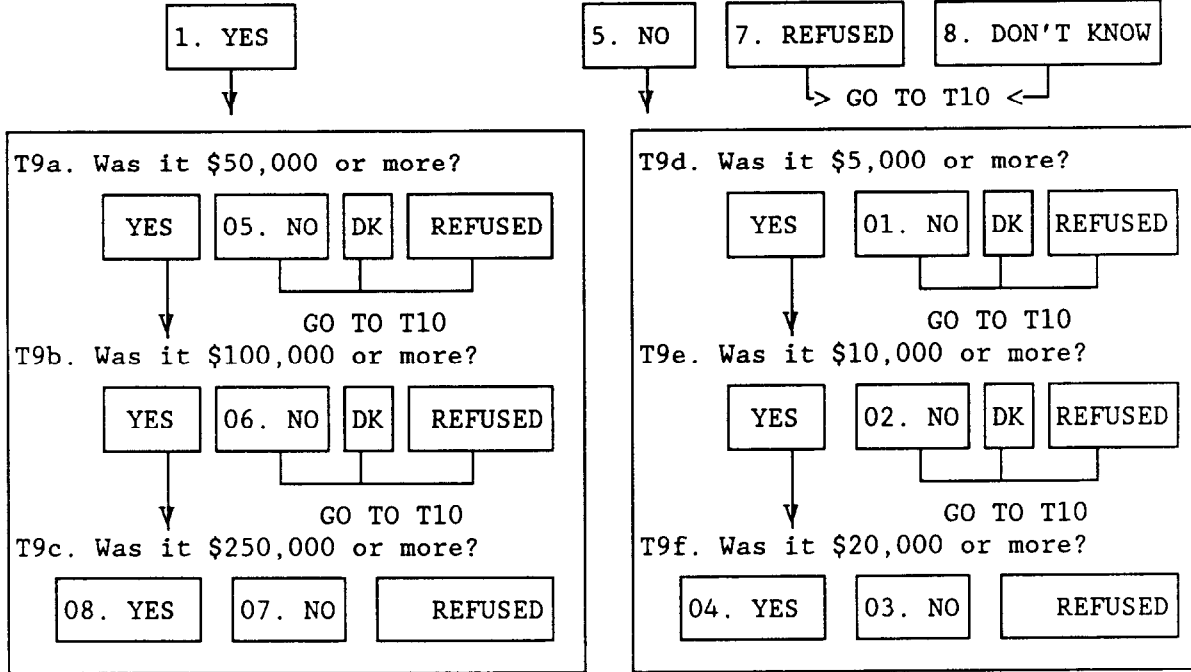 1. YES 5. NO 7. REFUSED 8. DON'T KNOW
> GO TO T10 <
T9a. Was it $50,000 or more?
YES 05. NO DK REFUSED
GO TO T10
T9b. Was it $100,000 or more?
YES 06. NO DK REFUSED
GO TO T10
T9c. Was it $250,000 or more?
08. YES 07. NO REFUSED
T9d. Was it $5,000 or more?
YES 01. NO DK REFUSED
GO TO T10
T9e. Was it $10,000 or more?
YES 02. NO DK REFUSED
GO TO T10
T9f. Was it $20,000 or more?
04. YES 03. NO REFUSED